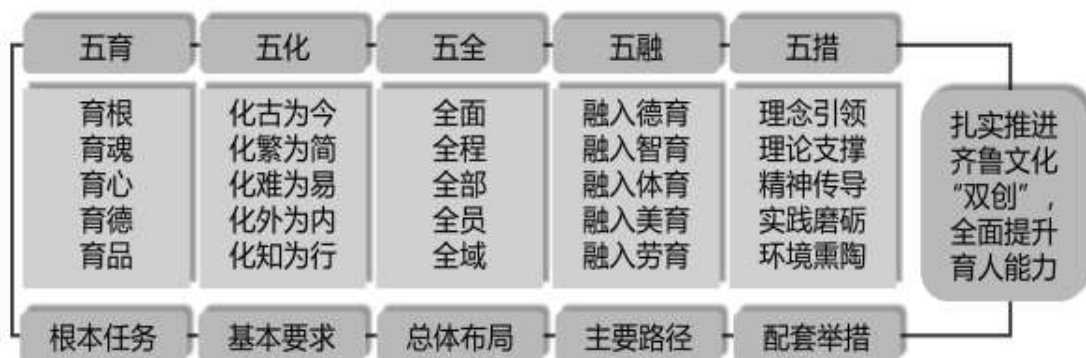 五育
五化
五全
五融
五措
育根
育魂
育心
育德
育品
化古为今
化繁为简
化难为易
化外为内
化知为行
全面
全程
全部
全员
全域
融入德育
融入智育
融入体育
融入美育
融入劳育
理念引领
理论支撑
精神传导
实践磨砺
环境熏陶
根本任务
基本要求
总体布局
主要路径
配套举措
扎实推进
齐鲁文化
“双创”，
全面提升
育人能力